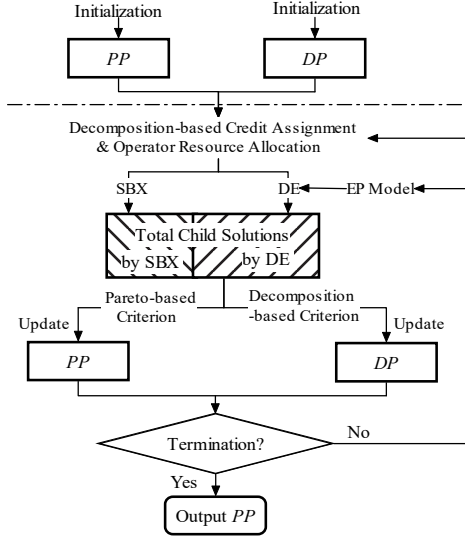 Initialization
Initialization
PP
DP
Decomposition-based Credit Assignment
& Operator Resource Allocation
SBX
DE
EP Model
Total Child Solutions
by SBX
by DE
Pareto-based
Criterion
Decomposition
-based Criterion
Update
Update
PP
DP
Termination?
No
Yes
Output PP